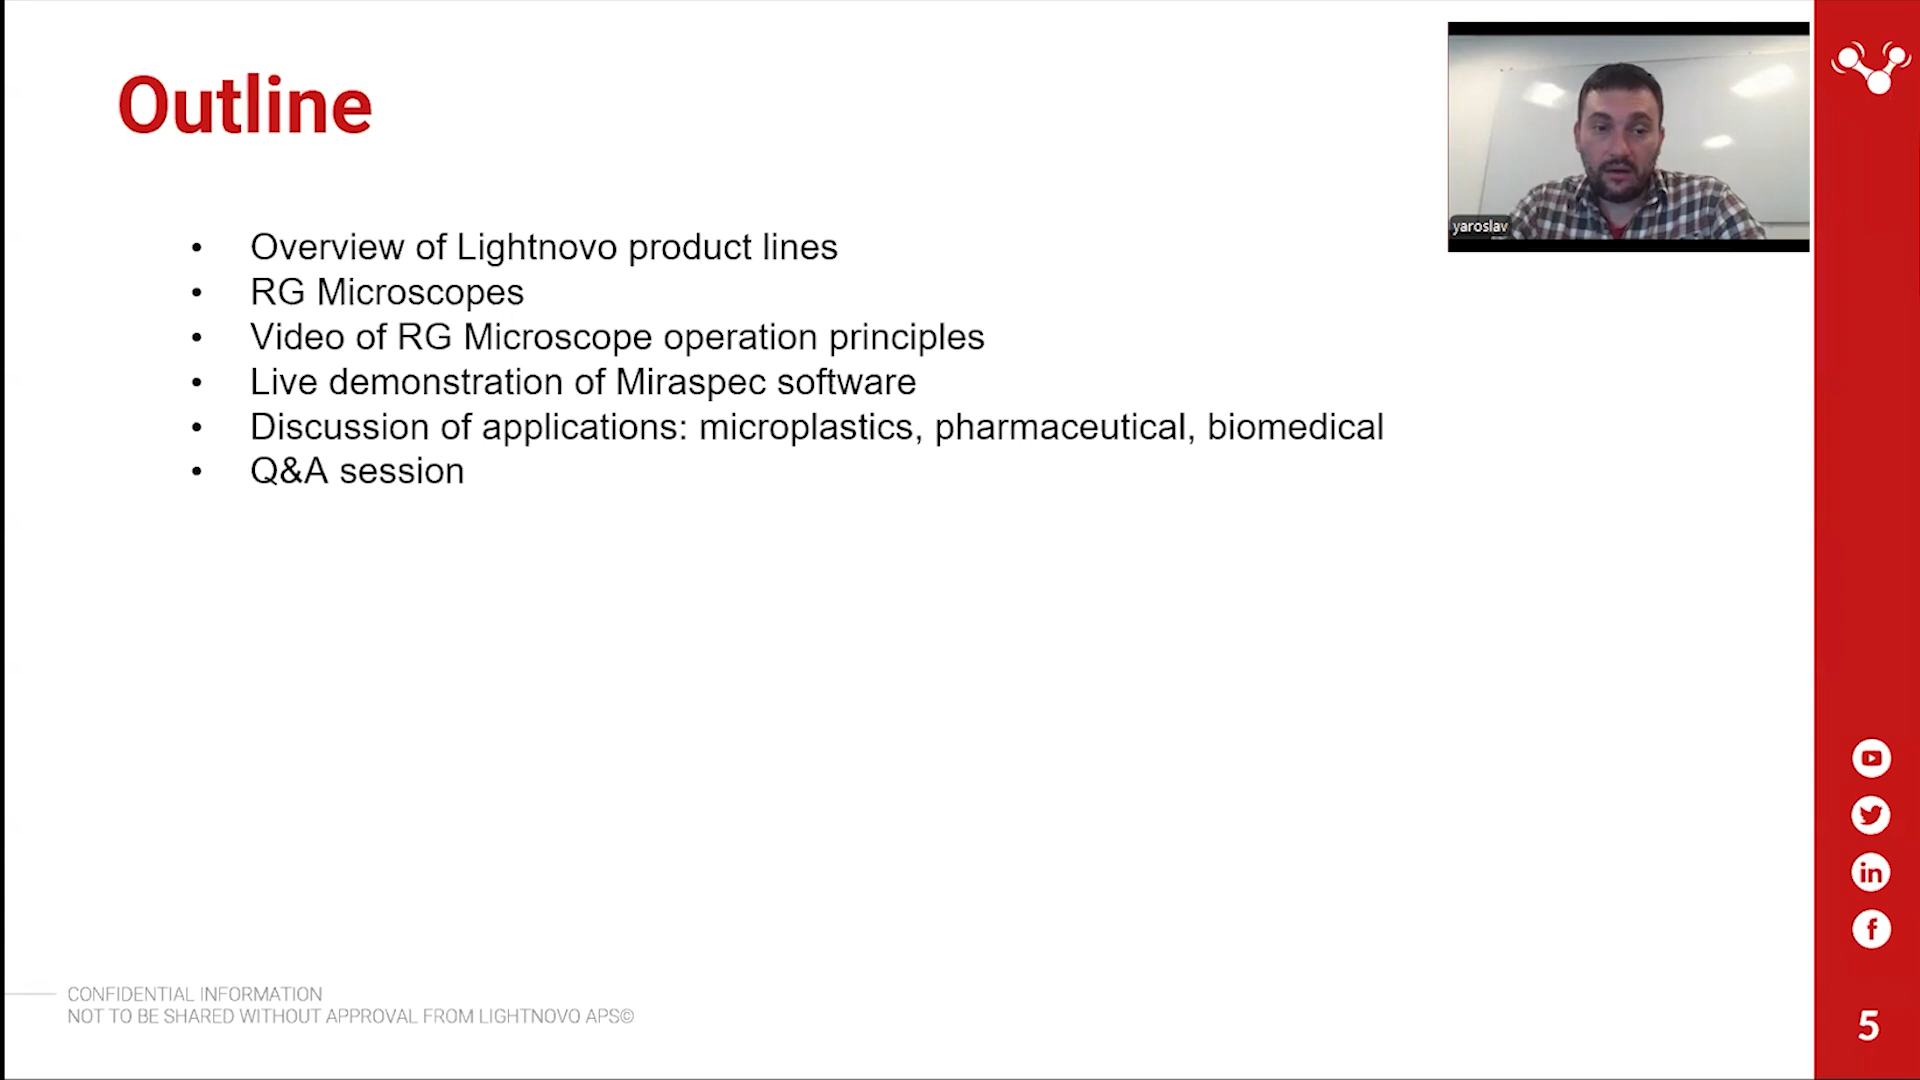 Outline
yaroslav
• Overview of Lightnovo product lines
• RG Microscopes
• Video of RG Microscope operation principles
• Live demonstration of Miraspec software
• Discussion of applications: microplastics, pharmaceutical, biomedical
• Q&A session
CONFIDENTIAL INFORMATION
NOT TO BE SHARED WITHOUT APPROVAL FROM LIGHTNOVO APS©
5